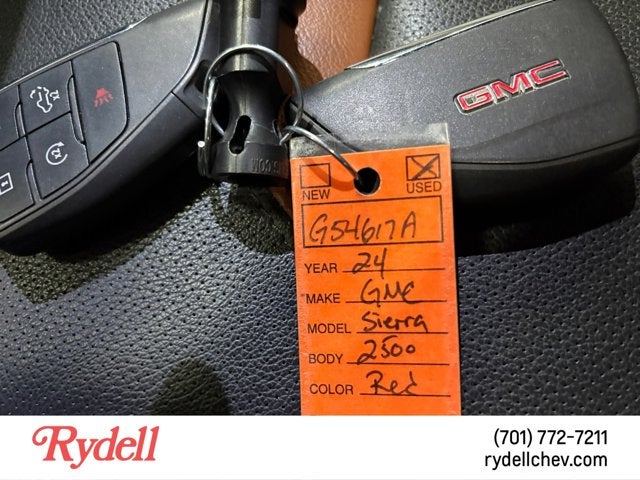 GMC
NEW USED
G54617A
YEAR 24
MAKE GMC
MODEL Sierra
BODY 2500
COLOR Red
Rydell
(701) 772-7211
rydellchev.com